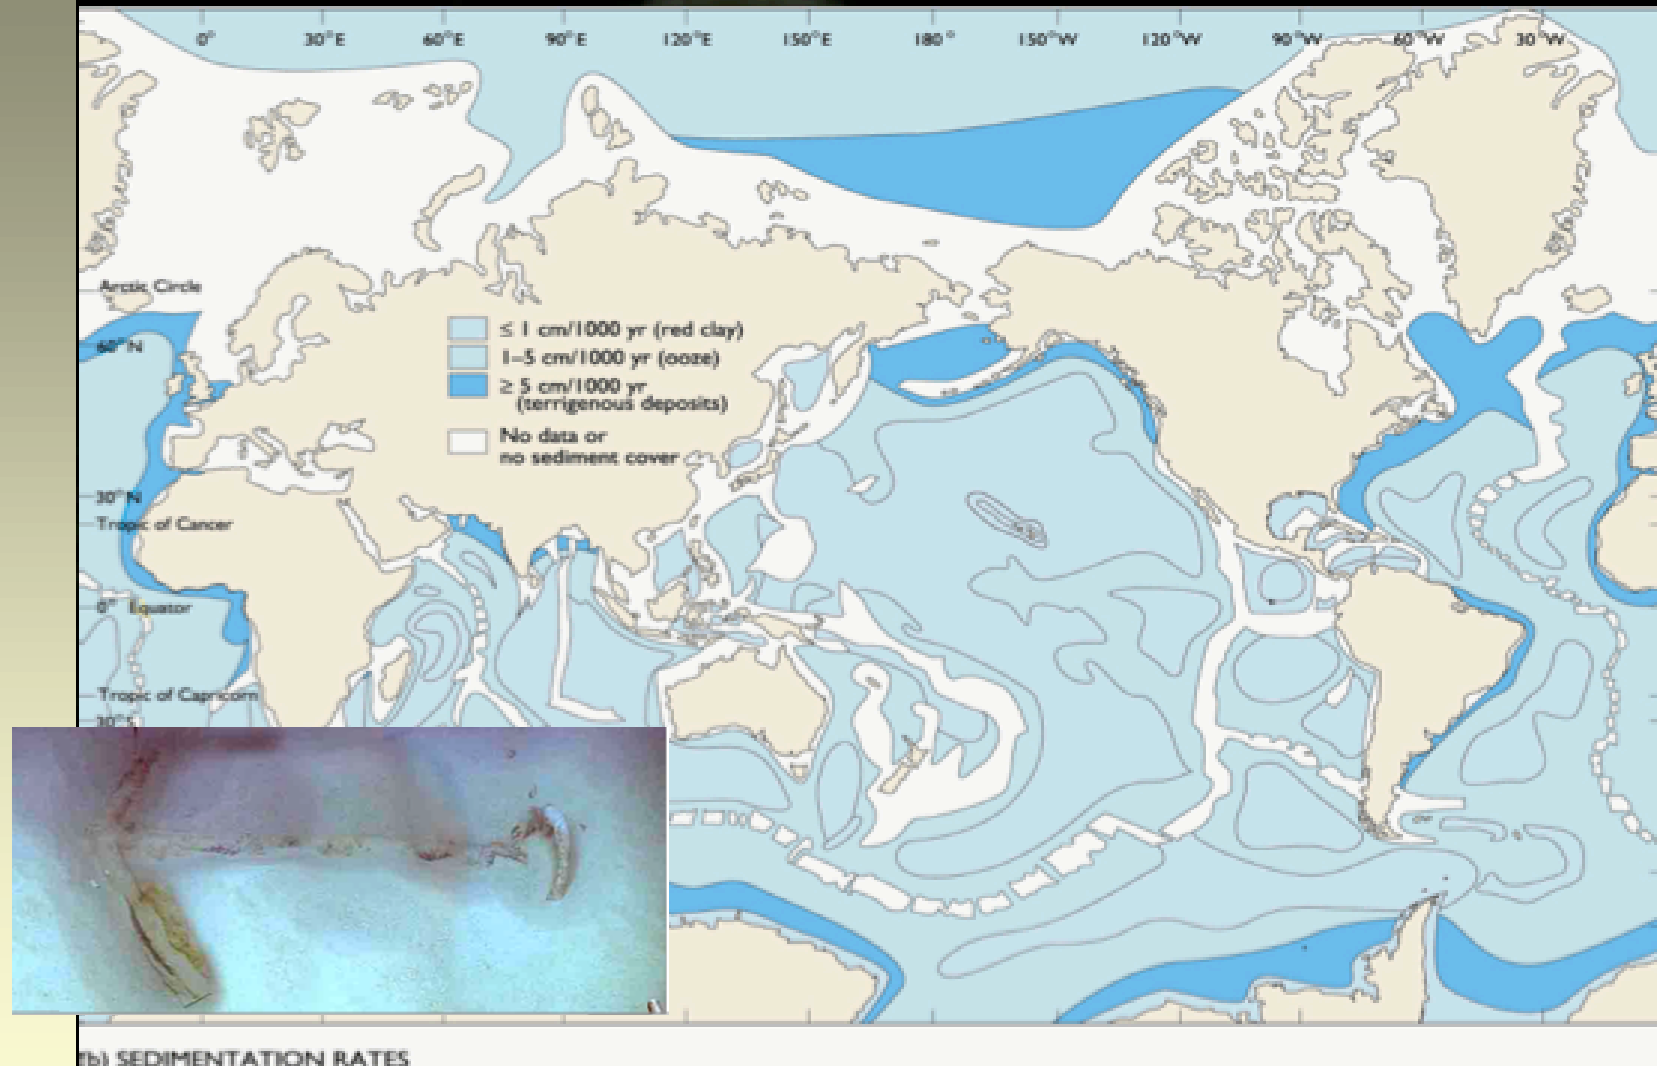 0° 30°E 60°E 90°E 120°E 150°E 180° 150°W 120°W 90°W 60°W 30°W
Arctic Circle
60°N
≤ 1 cm/1000 yr (red clay)
1–5 cm/1000 yr (ooze)
≥ 5 cm/1000 yr
(terrigenous deposits)
No data or
no sediment cover
30°N
Tropic of Cancer
0° Equator
Tropic of Capricorn
30°S
(b) SEDIMENTATION RATES